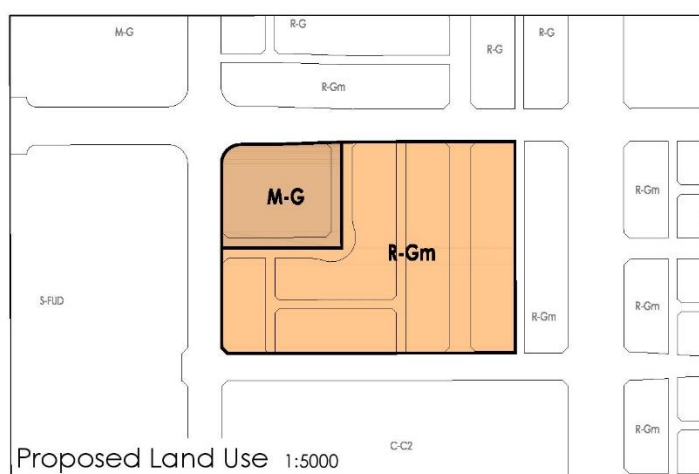 M-G
R-G
R-G
R-G
R-Gm
M-G
R-Gm
R-Gm
S-FUD
R-Gm
R-Gm
R-Gm
C-C2
Proposed Land Use 1:5000